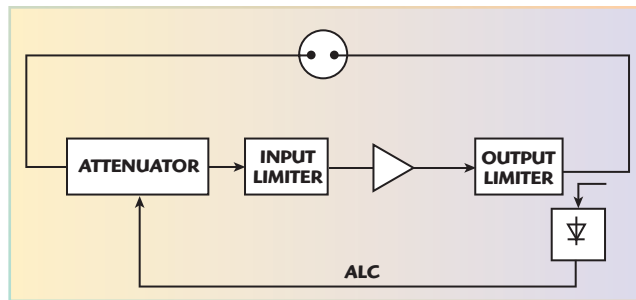 ATTENUATOR
INPUT
LIMITER
OUTPUT
LIMITER
ALC